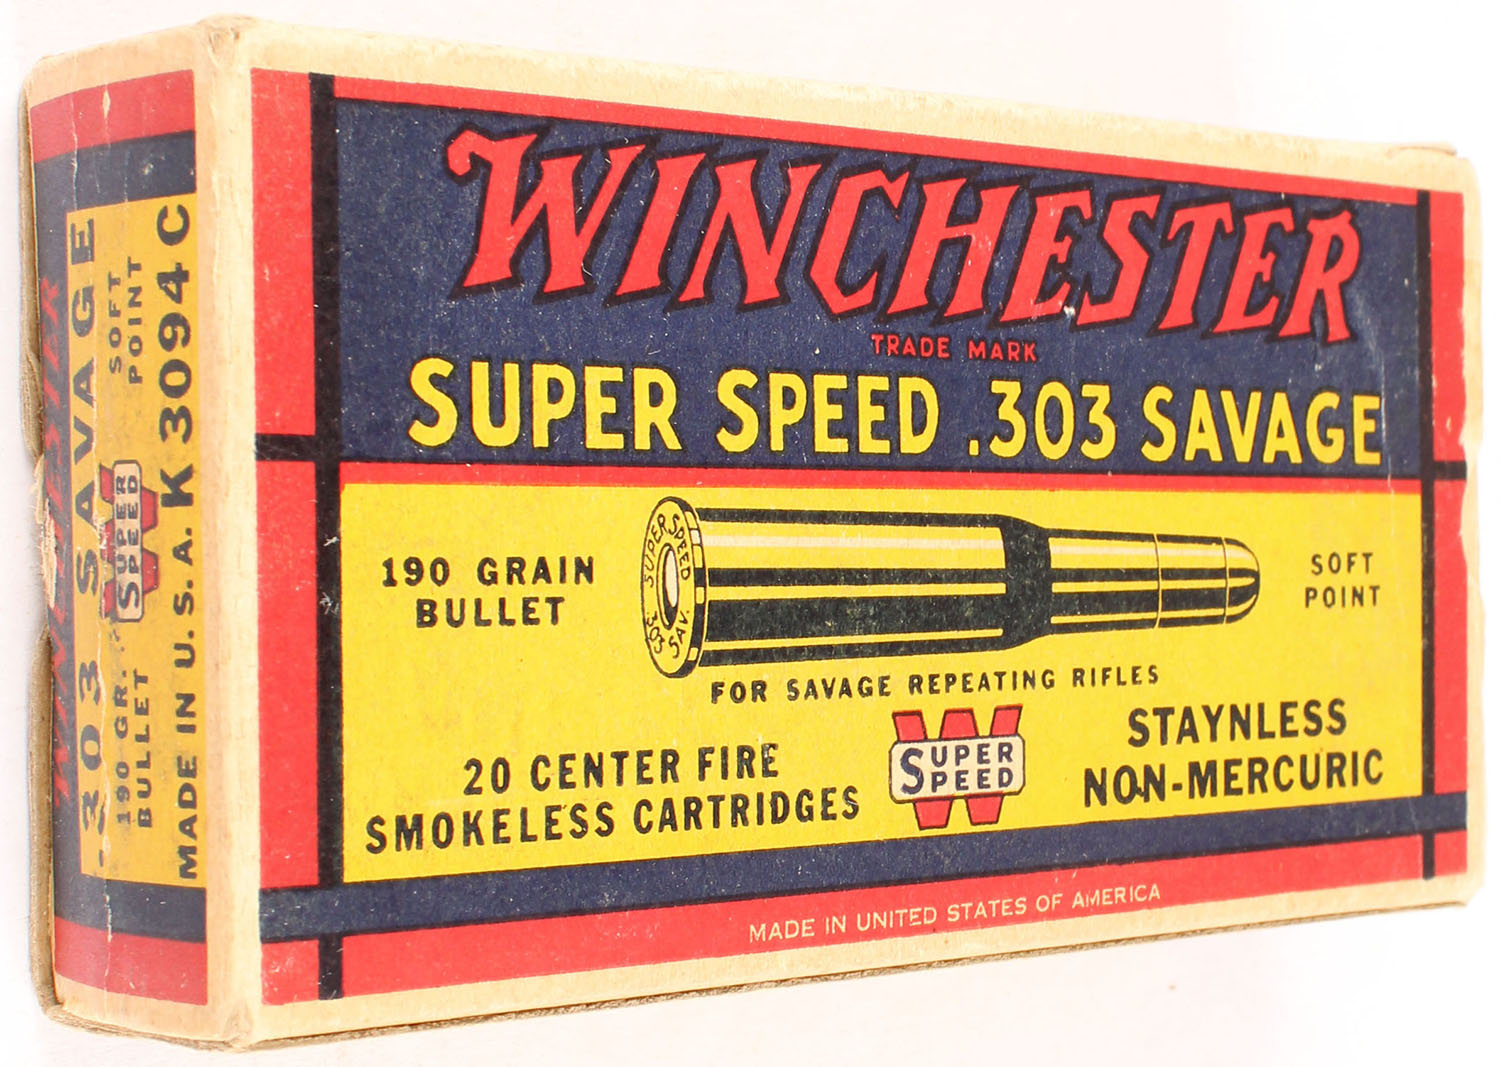 WINCHESTER
TRADE MARK
SUPER SPEED .303 SAVAGE
190 GRAIN
BULLET
SUPER SPEED
303 SAV.
SOFT
POINT
FOR SAVAGE REPEATING RIFLES
20 CENTER FIRE
SMOKELESS CARTRIDGES
SUPER
SPEED
STAYNLESS
NON-MERCURIC
MADE IN UNITED STATES OF AMERICA
WINCHESTER
.303 SAVAGE
190 GR.
BULLET
SUPER
SPEED
SOFT
POINT
MADE IN U.S.A. K 3094 C